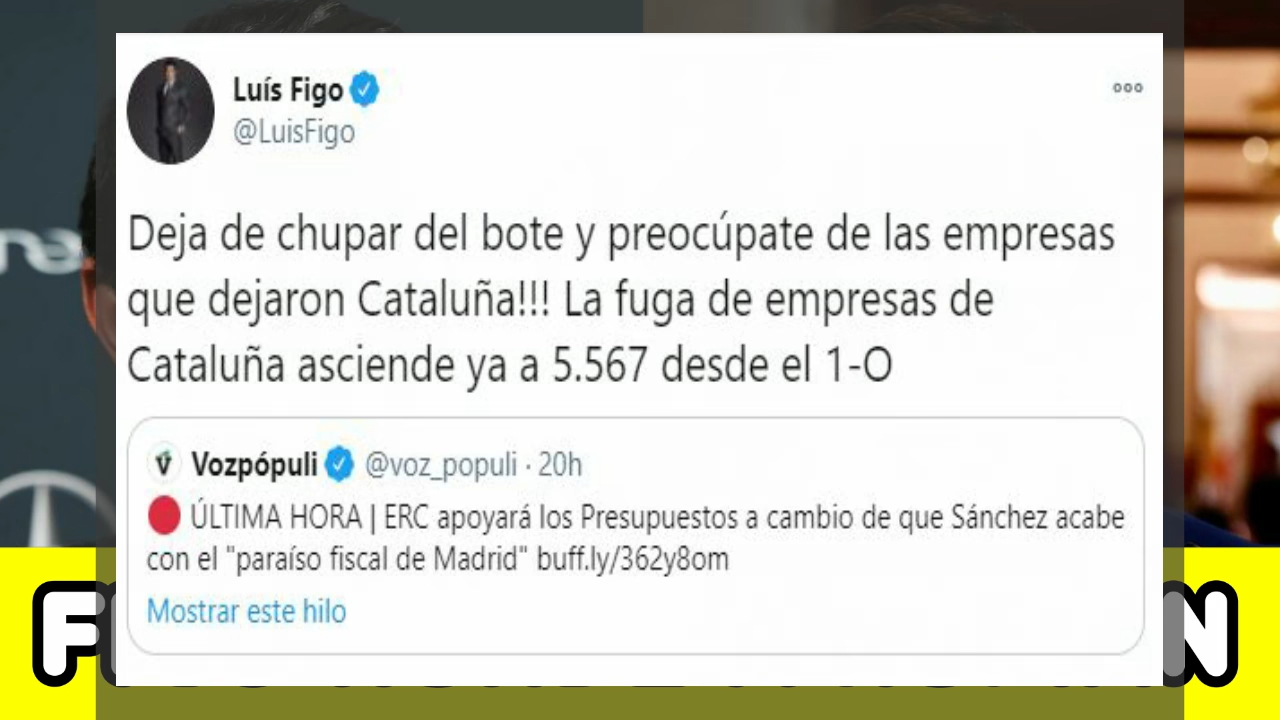 Luís Figo
@LuisFigo
Deja de chupar del bote y preocúpate de las empresas
que dejaron Cataluña!!! La fuga de empresas de
Cataluña asciende ya a 5.567 desde el 1-O
Vozpópuli @voz_populi · 20h
ÚLTIMA HORA | ERC apoyará los Presupuestos a cambio de que Sánchez acabe
con el "paraíso fiscal de Madrid" buff.ly/362y8om
Mostrar este hilo